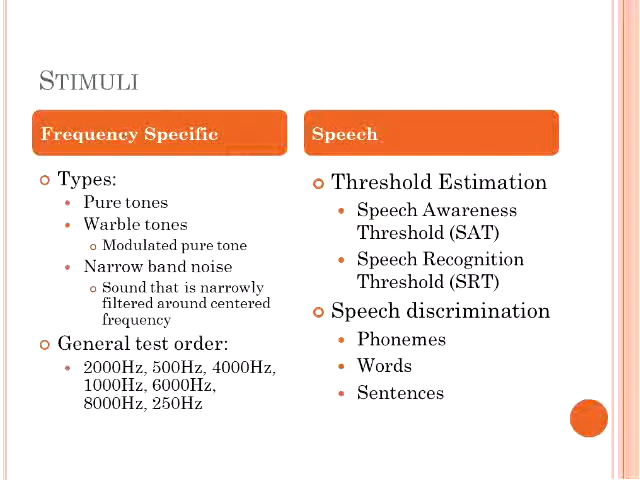 STIMULI
Frequency Specific
Types:
Pure tones
Warble tones
Modulated pure tone
Narrow band noise
Sound that is narrowly
filtered around centered
frequency
General test order:
2000Hz, 500Hz, 4000Hz,
1000Hz, 6000Hz,
8000Hz, 250Hz
Speech
Threshold Estimation
Speech Awareness
Threshold (SAT)
Speech Recognition
Threshold (SRT)
Speech discrimination
Phonemes
Words
Sentences